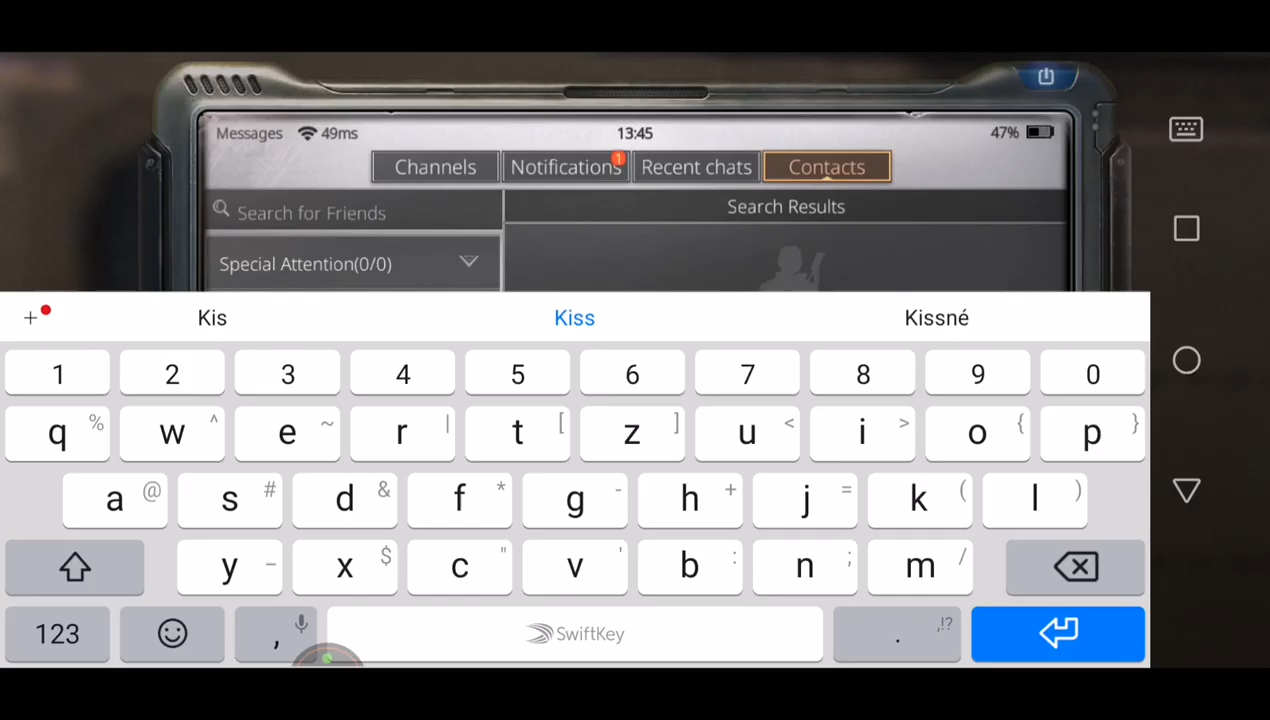 Messages 49ms 13:45 47%
Channels Notifications 1 Recent chats Contacts
Search for Friends Search Results
Special Attention(0/0)
+ Kis Kiss Kissné
1 2 3 4 5 6 7 8 9 0
q % w ^ e ~ r | t [ z ] u < i > o { p }
a @ s # d & f * g - h + j = k ( l )
y _ x $ c " v ' b : n ; m /
123 , SwiftKey . ,!?